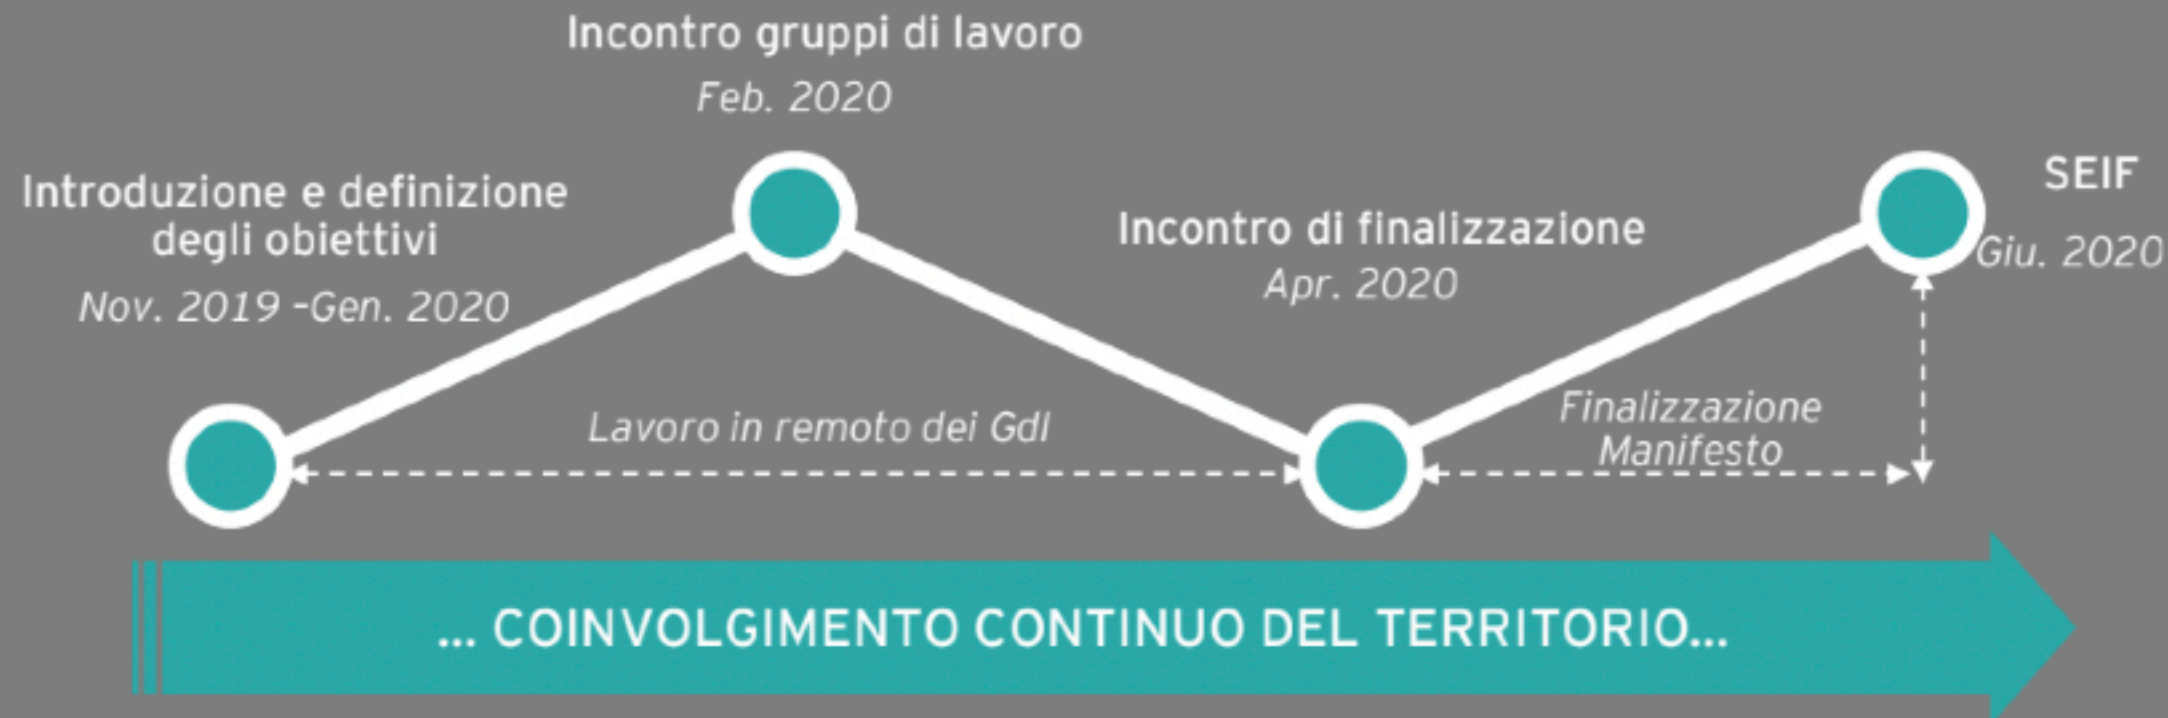 Incontro gruppi di lavoro
Feb. 2020
Introduzione e definizione
degli obiettivi
Nov. 2019 -Gen. 2020
Incontro di finalizzazione
Apr. 2020
SEIF
Giu. 2020
Lavoro in remoto dei Gdl
Finalizzazione
Manifesto
... COINVOLGIMENTO CONTINUO DEL TERRITORIO...